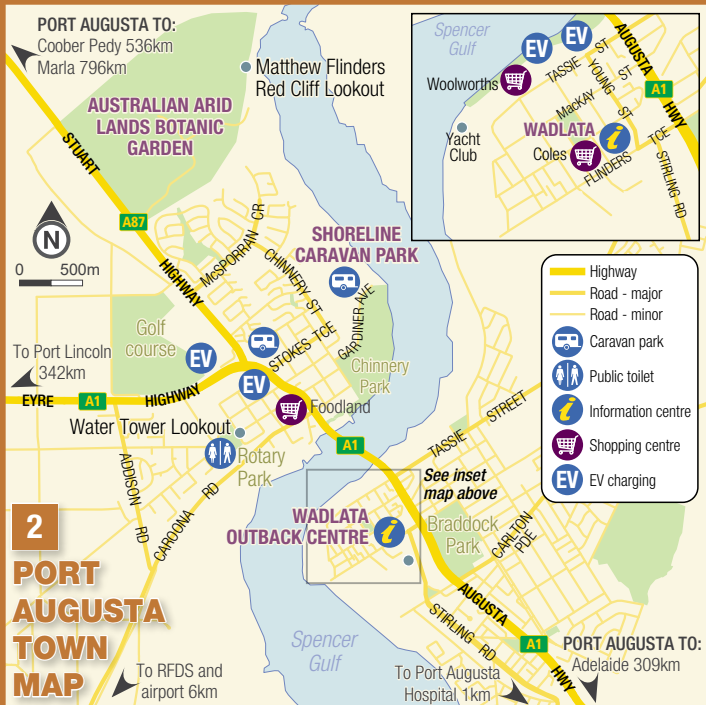 PORT AUGUSTA TO:
Coober Pedy 536km
Marla 796km
Matthew Flinders
Red Cliff Lookout
AUSTRALIAN ARID
LANDS BOTANIC
GARDEN
STUART
A87
HIGHWAY
N
0 500m
McSPORRAN CR
CHINNERY ST
SHORELINE
CARAVAN PARK
GARDINER AVE
STOKES TCE
Chinnery
Park
Golf
course
EV
EV
To Port Lincoln
342km
EYRE
A1
HIGHWAY
Foodland
Water Tower Lookout
Rotary
Park
ADDISON RD
CAROONA RD
A1
TASSIE STREET
See inset
map above
WADLATA
OUTBACK CENTRE
i
Braddock
Park
CARLTON PDE
AUGUSTA
HWY
STIRLING RD
A1
Spencer
Gulf
To RFDS and
airport 6km
To Port Augusta
Hospital 1km
PORT AUGUSTA TO:
Adelaide 309km
2
PORT
AUGUSTA
TOWN
MAP
Spencer
Gulf
EV
EV
Woolworths
TASSIE ST
YOUNG ST
MacKAY
AUGUSTA
A1
HWY
Yacht
Club
WADLATA
i
Coles
FLINDERS TCE
STIRLING RD
Highway
Road - major
Road - minor
Caravan park
Public toilet
i
Information centre
Shopping centre
EV
EV charging